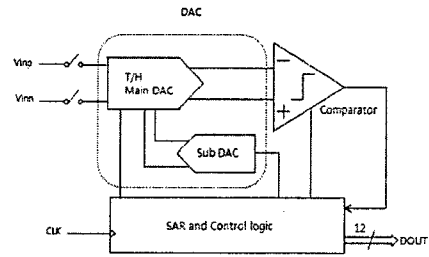 DAC
Vinp
T/H
Main DAC
Vinn
−
+
Comparator
Sub DAC
SAR and Control logic
CLK
12
DOUT